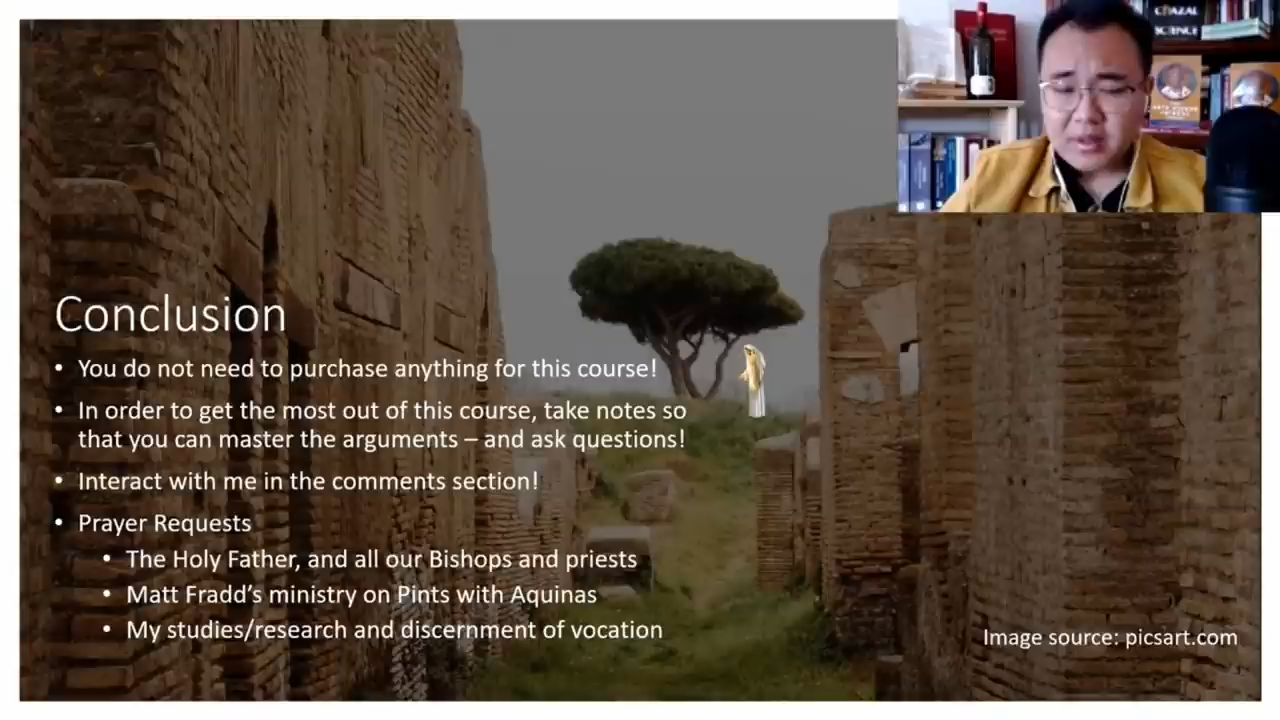 CHAZAL
SCIENCE
Conclusion
• You do not need to purchase anything for this course!
• In order to get the most out of this course, take notes so
that you can master the arguments – and ask questions!
• Interact with me in the comments section!
• Prayer Requests
• The Holy Father, and all our Bishops and priests
• Matt Fradd's ministry on Pints with Aquinas
• My studies/research and discernment of vocation
Image source: picsart.com